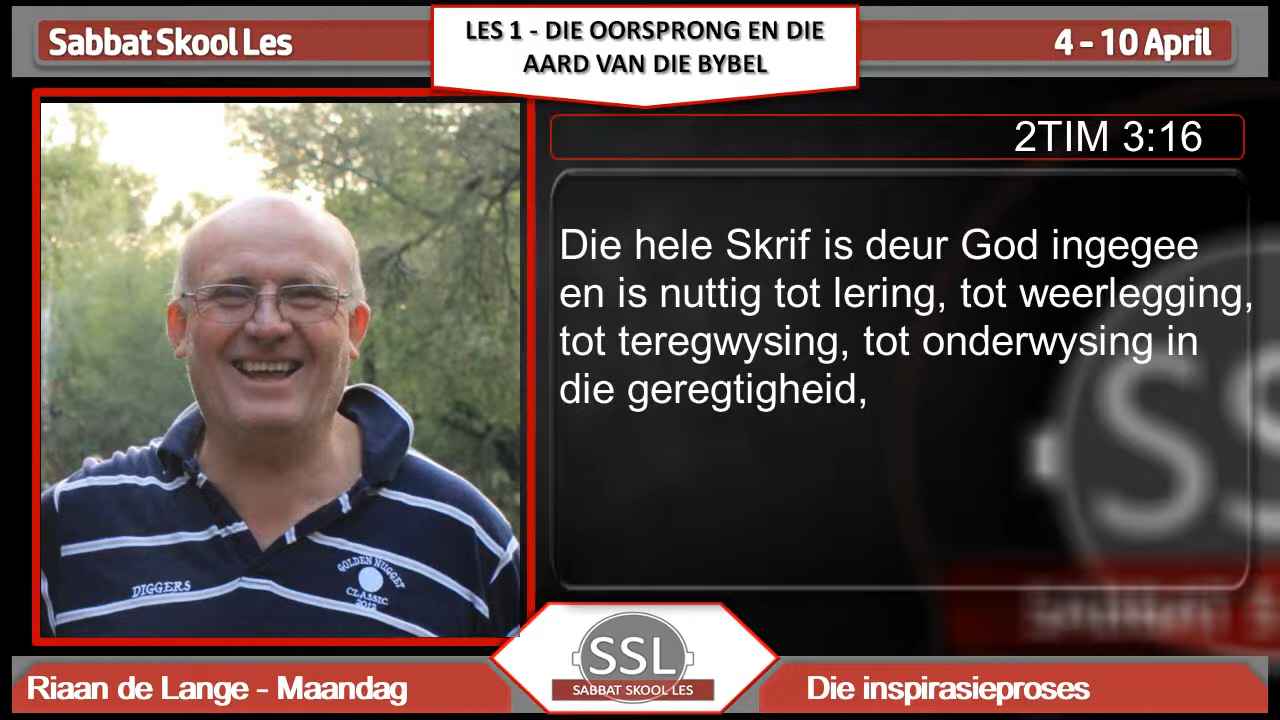 Sabbat Skool Les
LES 1 - DIE OORSPRONG EN DIE
AARD VAN DIE BYBEL
4 - 10 April
2TIM 3:16
Die hele Skrif is deur God ingegee
en is nuttig tot lering, tot weerlegging,
tot teregwysing, tot onderwysing in
die geregtigheid,
DIGGERS
GOLDEN NUGGET
CLASSIC
2012
SSL
SABBAT SKOOL LES
Riaan de Lange - Maandag
Die inspirasieproses